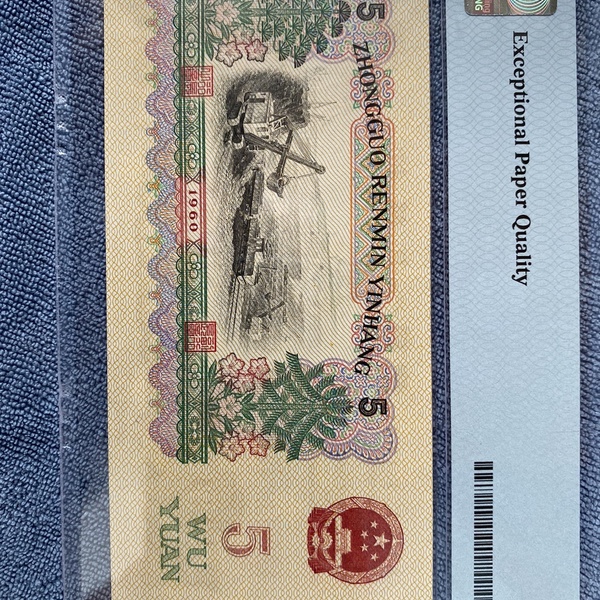 Exceptional Paper Quality
5 ZHONGGUO RENMIN YINHANG 5
1960
5
WU
YUAN